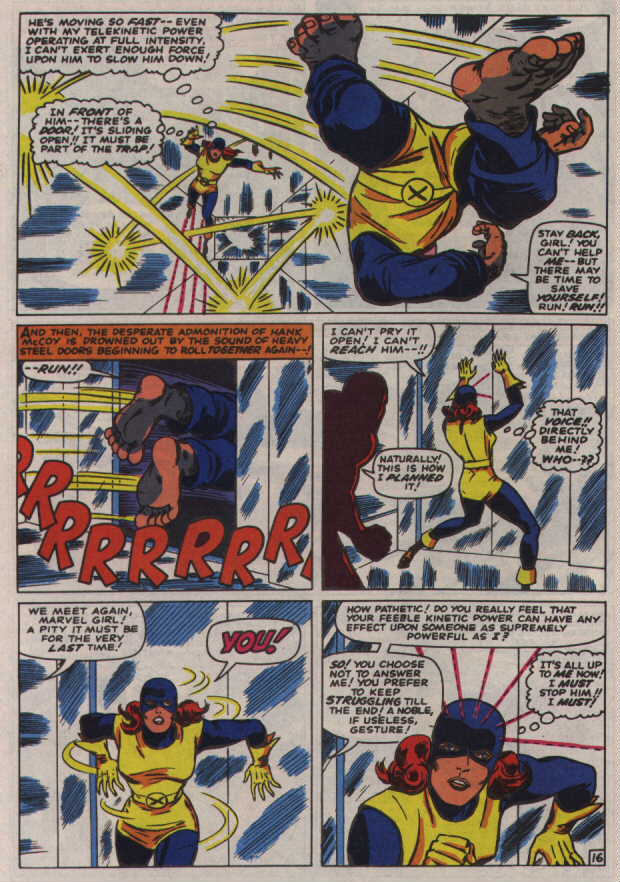 HE'S MOVING SO FAST-- EVEN
WITH MY TELEKINETIC POWER
OPERATING AT FULL INTENSITY,
I CAN'T EXERT ENOUGH FORCE
UPON HIM TO SLOW HIM DOWN!
IN FRONT OF
HIM-- THERE'S A
DOOR! IT'S SLIDING
OPEN!! IT MUST BE
PART OF THE TRAP!
STAY BACK,
GIRL! YOU
CAN'T HELP
ME-- BUT
THERE MAY
BE TIME TO
SAVE
YOURSELF!
RUN! RUN!!
AND THEN, THE DESPERATE ADMONITION OF HANK
McCOY IS DROWNED OUT BY THE SOUND OF HEAVY
STEEL DOORS BEGINNING TO ROLL TOGETHER AGAIN--!
--RUN!!
RRRRRRRRR
I CAN'T PRY IT
OPEN! I CAN'T
REACH HIM--!!
NATURALLY!
THIS IS HOW
I PLANNED
IT!
THAT
VOICE!!
DIRECTLY
BEHIND
ME!
WHO--??
WE MEET AGAIN,
MARVEL GIRL!
A PITY IT MUST BE
FOR THE VERY
LAST TIME!
YOU!
HOW PATHETIC! DO YOU REALLY FEEL THAT
YOUR FEEBLE KINETIC POWER CAN HAVE ANY
EFFECT UPON SOMEONE AS SUPREMELY
POWERFUL AS I?
SO! YOU CHOOSE
NOT TO ANSWER
ME! YOU PREFER
TO KEEP
STRUGGLING TILL
THE END! A NOBLE,
IF USELESS,
GESTURE!
IT'S ALL UP
TO ME NOW!
I MUST
STOP HIM!!
I MUST!
X
16